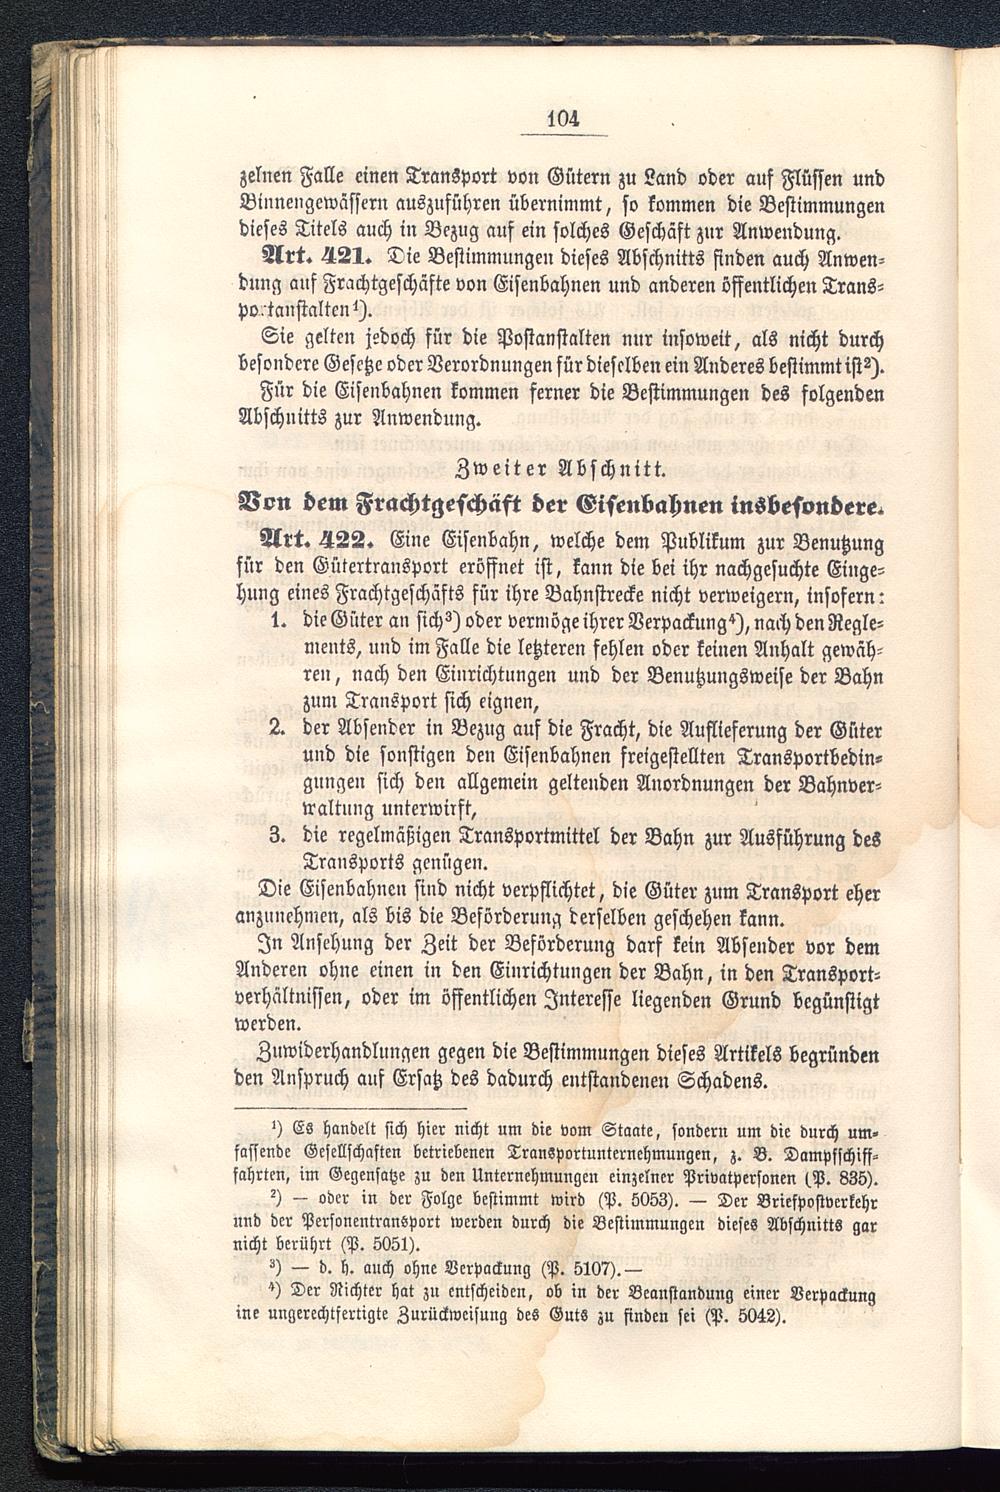 104
zelnen Falle einen Transport von Gütern zu Land oder auf Flüssen und
Binnengewässern auszuführen übernimmt, so kommen die Bestimmungen
dieses Titels auch in Bezug auf ein solches Geschäft zur Anwendung.
Art. 421. Die Bestimmungen dieses Abschnitts finden auch Anwen-
dung auf Frachtgeschäfte von Eisenbahnen und anderen öffentlichen Trans-
portanstalten¹).
Sie gelten jedoch für die Postanstalten nur insoweit, als nicht durch
besondere Gesetze oder Verordnungen für dieselben ein Anderes bestimmt ist²).
Für die Eisenbahnen kommen ferner die Bestimmungen des folgenden
Abschnitts zur Anwendung.
Zweiter Abschnitt.
Von dem Frachtgeschäft der Eisenbahnen insbesondere.
Art. 422. Eine Eisenbahn, welche dem Publikum zur Benutzung
für den Gütertransport eröffnet ist, kann die bei ihr nachgesuchte Einge-
hung eines Frachtgeschäfts für ihre Bahnstrecke nicht verweigern, insofern:
1. die Güter an sich³) oder vermöge ihrer Verpackung⁴), nach den Regle-
ments, und im Falle die letzteren fehlen oder keinen Anhalt gewäh-
ren, nach den Einrichtungen und der Benutzungsweise der Bahn
zum Transport sich eignen,
2. der Absender in Bezug auf die Fracht, die Auflieferung der Güter
und die sonstigen den Eisenbahnen freigestellten Transportbedin-
gungen sich den allgemein geltenden Anordnungen der Bahnver-
waltung unterwirft,
3. die regelmäßigen Transportmittel der Bahn zur Ausführung des
Transports genügen.
Die Eisenbahnen sind nicht verpflichtet, die Güter zum Transport eher
anzunehmen, als bis die Beförderung derselben geschehen kann.
In Ansehung der Zeit der Beförderung darf kein Absender vor dem
Anderen ohne einen in den Einrichtungen der Bahn, in den Transport-
verhältnissen, oder im öffentlichen Interesse liegenden Grund begünstigt
werden.
Zuwiderhandlungen gegen die Bestimmungen dieses Artikels begründen
den Anspruch auf Ersatz des dadurch entstandenen Schadens.
¹) Es handelt sich hier nicht um die vom Staate, sondern um die durch um-
fassende Gesellschaften betriebenen Transportunternehmungen, z. B. Dampfschiff-
fahrten, im Gegensatze zu den Unternehmungen einzelner Privatpersonen (P. 835).
²) — oder in der Folge bestimmt wird (P. 5053). — Der Briefpostverkehr
und der Personentransport werden durch die Bestimmungen dieses Abschnitts gar
nicht berührt (P. 5051).
³) — d. h. auch ohne Verpackung (P. 5107). —
⁴) Der Richter hat zu entscheiden, ob in der Beanstandung einer Verpackung
ine ungerechtfertigte Zurückweisung des Guts zu finden sei (P. 5042).